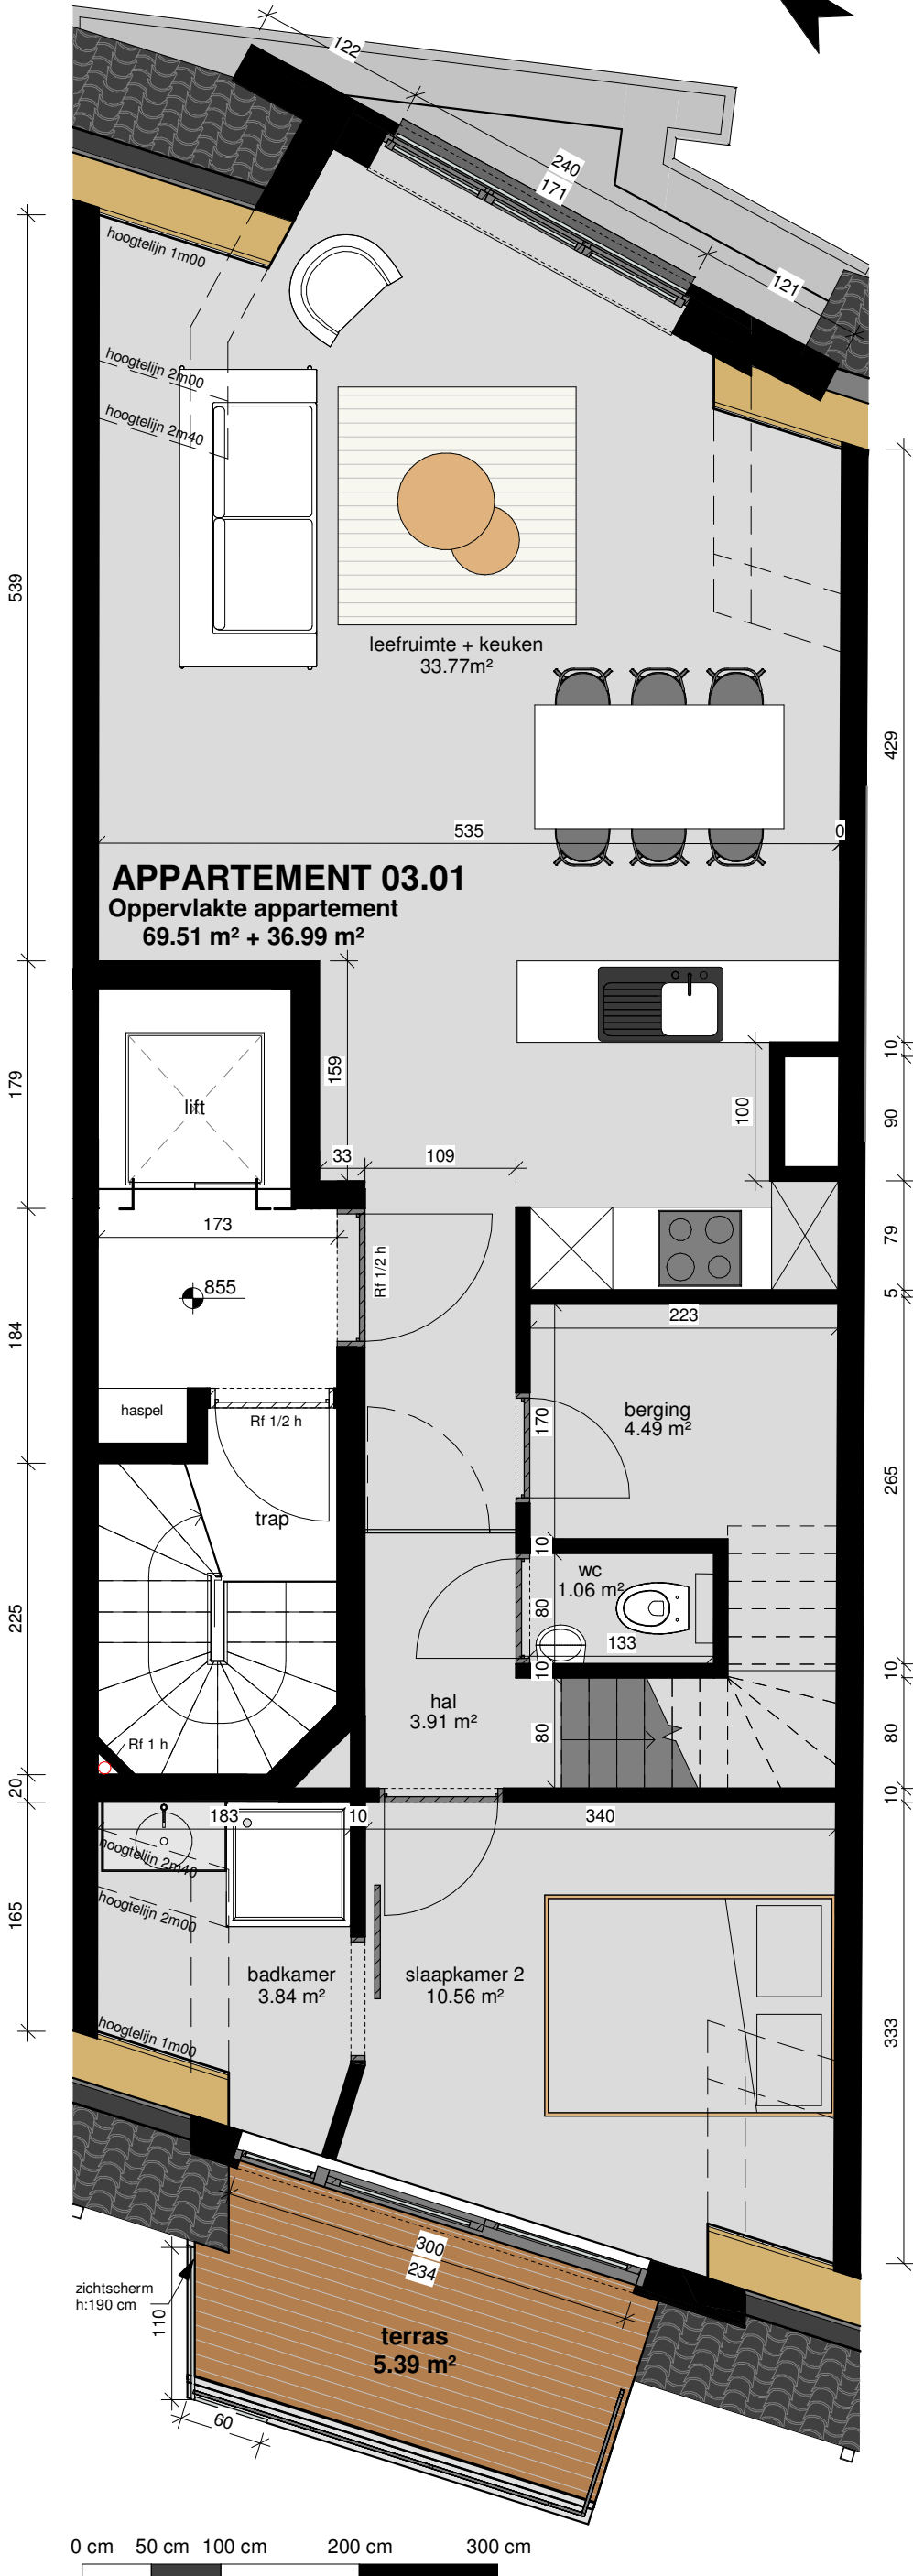 122
240
171
121
hoogtelijn 1m00
hoogtelijn 2m00
hoogtelijn 2m40
539
leefruimte + keuken
33.77m²
429
535
0
APPARTEMENT 03.01
Oppervlakte appartement
69.51 m² + 36.99 m²
179
lift
159
33
109
100
10
90
173
Rf 1/2 h
855
79
5
223
184
haspel
Rf 1/2 h
170
berging
4.49 m²
265
trap
10
wc
1.06 m²
80
133
10
10
225
hal
3.91 m²
80
80
Rf 1 h
20
10
183
10
340
hoogtelijn 2m40
hoogtelijn 2m00
165
badkamer
3.84 m²
slaapkamer 2
10.56 m²
hoogtelijn 1m00
333
300
234
zichtscherm
h:190 cm
110
terras
5.39 m²
60
0 cm 50 cm 100 cm 200 cm 300 cm